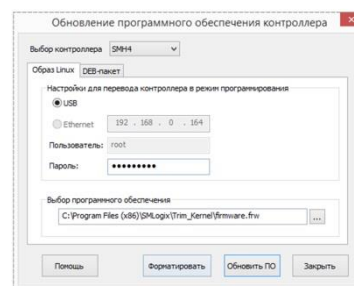 Обновление программного обеспечения контроллера
Выбор контроллера SMH4
Образ Linux DEB-пакет
Настройки для перевода контроллера в режим программирования
USB
Ethernet 192 . 168 . 0 . 164
Пользователь: root
Пароль: •••••••••
Выбор программного обеспечения
C:\Program Files (x86)\SMLogix\Trim_Kernel\firmware.frw ...
Помощь Форматировать Обновить ПО Закрыть